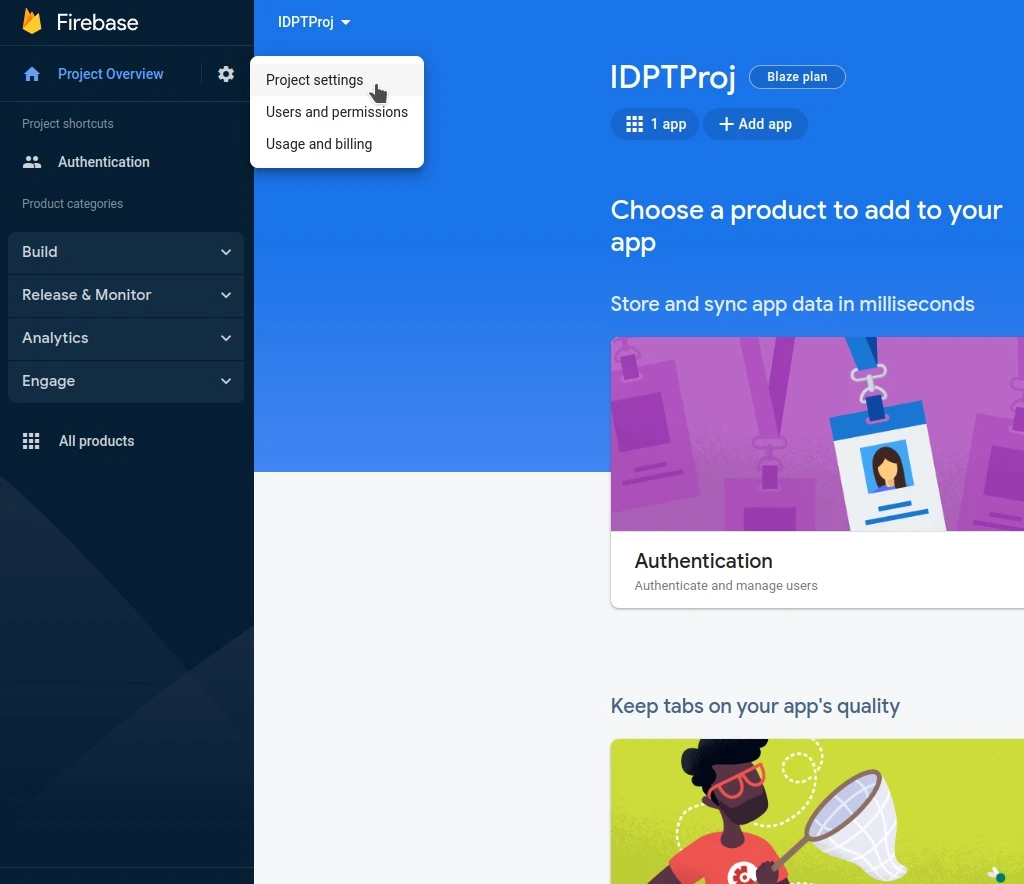 Firebase
IDPTProj
Project Overview
Project settings
Users and permissions
Usage and billing
Project shortcuts
Authentication
Product categories
Build
Release & Monitor
Analytics
Engage
All products
IDPTProj
Blaze plan
1 app
Add app
Choose a product to add to your
app
Store and sync app data in milliseconds
Authentication
Authenticate and manage users
Keep tabs on your app's quality